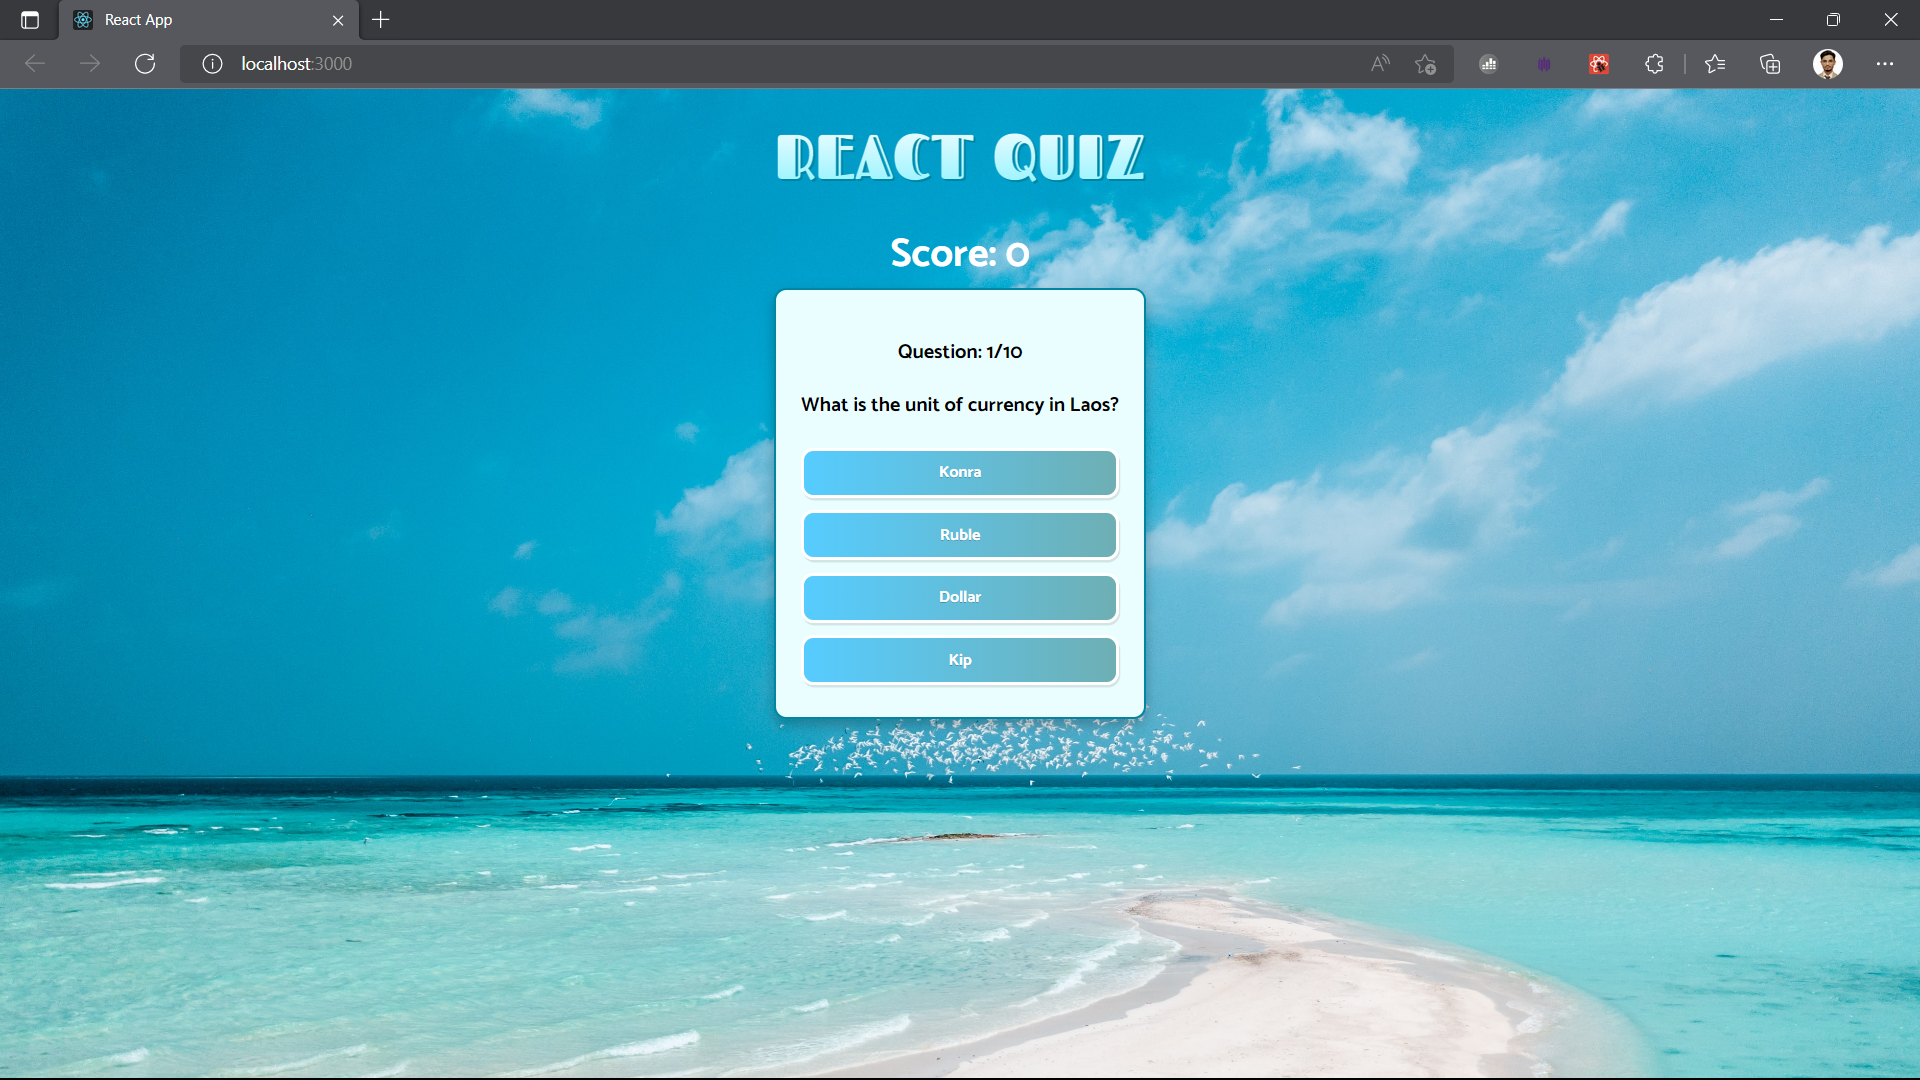 React App
localhost:3000
REACT QUIZ
Score: 0
Question: 1/10
What is the unit of currency in Laos?
Konra
Ruble
Dollar
Kip